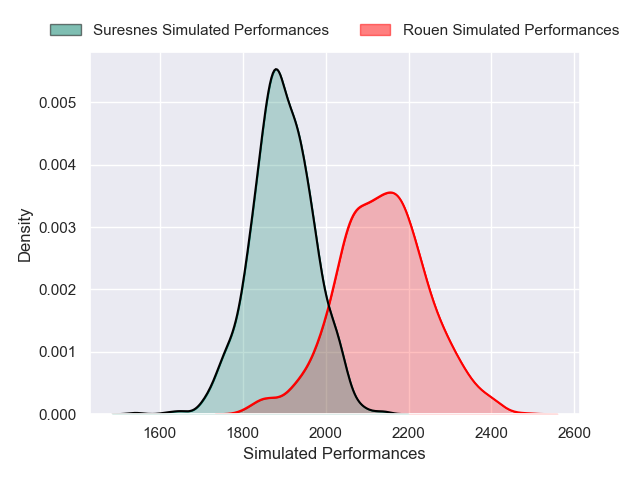 Suresnes Simulated Performances Rouen Simulated Performances
0.005
0.004
0.003
0.002
0.001
0.000
Density
1600 1800 2000 2200 2400 2600
Simulated Performances